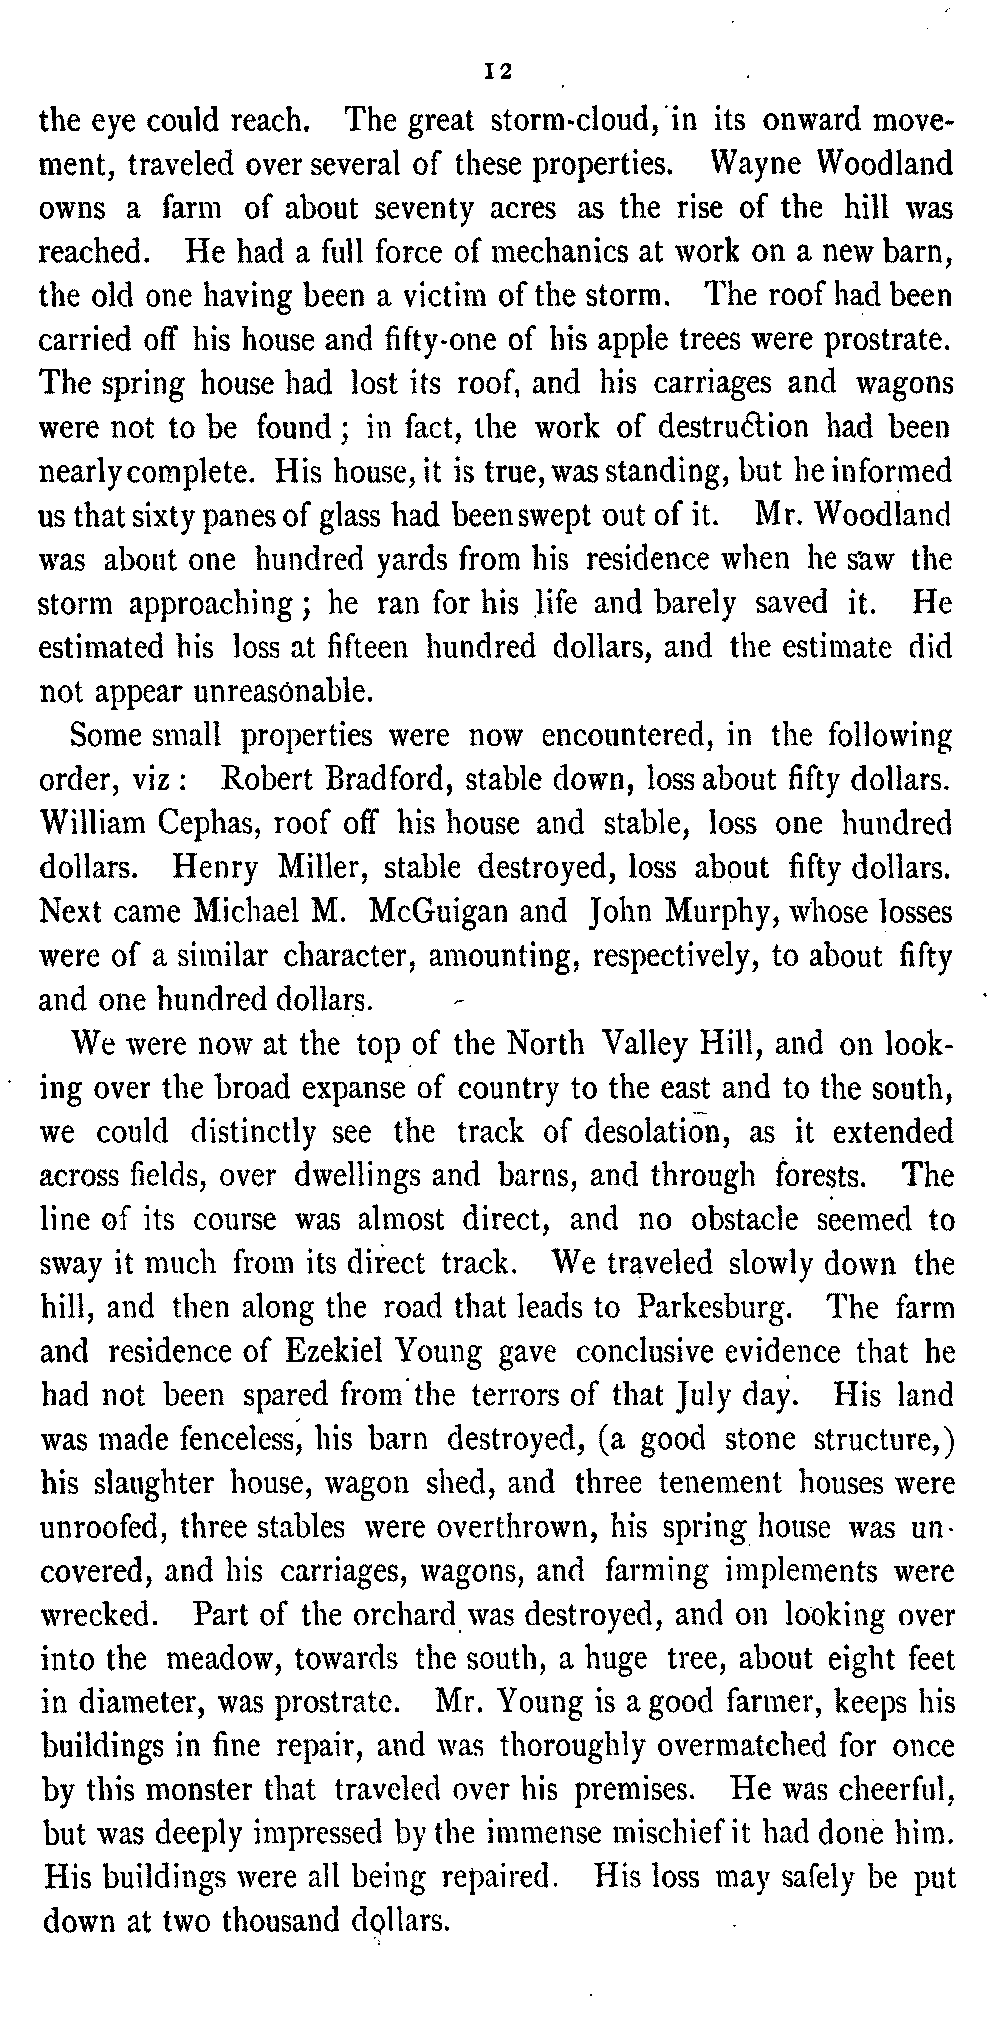 12
the eye could reach. The great storm-cloud, in its onward move-
ment, traveled over several of these properties. Wayne Woodland
owns a farm of about seventy acres as the rise of the hill was
reached. He had a full force of mechanics at work on a new barn,
the old one having been a victim of the storm. The roof had been
carried off his house and fifty-one of his apple trees were prostrate.
The spring house had lost its roof, and his carriages and wagons
were not to be found ; in fact, the work of destruction had been
nearly complete. His house, it is true, was standing, but he informed
us that sixty panes of glass had been swept out of it. Mr. Woodland
was about one hundred yards from his residence when he saw the
storm approaching ; he ran for his life and barely saved it. He
estimated his loss at fifteen hundred dollars, and the estimate did
not appear unreasonable.
Some small properties were now encountered, in the following
order, viz : Robert Bradford, stable down, loss about fifty dollars.
William Cephas, roof off his house and stable, loss one hundred
dollars. Henry Miller, stable destroyed, loss about fifty dollars.
Next came Michael M. McGuigan and John Murphy, whose losses
were of a similar character, amounting, respectively, to about fifty
and one hundred dollars.
We were now at the top of the North Valley Hill, and on look-
ing over the broad expanse of country to the east and to the south,
we could distinctly see the track of desolation, as it extended
across fields, over dwellings and barns, and through forests. The
line of its course was almost direct, and no obstacle seemed to
sway it much from its direct track. We traveled slowly down the
hill, and then along the road that leads to Parkesburg. The farm
and residence of Ezekiel Young gave conclusive evidence that he
had not been spared from the terrors of that July day. His land
was made fenceless, his barn destroyed, (a good stone structure,)
his slaughter house, wagon shed, and three tenement houses were
unroofed, three stables were overthrown, his spring house was un-
covered, and his carriages, wagons, and farming implements were
wrecked. Part of the orchard was destroyed, and on looking over
into the meadow, towards the south, a huge tree, about eight feet
in diameter, was prostrate. Mr. Young is a good farmer, keeps his
buildings in fine repair, and was thoroughly overmatched for once
by this monster that traveled over his premises. He was cheerful,
but was deeply impressed by the immense mischief it had done him.
His buildings were all being repaired. His loss may safely be put
down at two thousand dollars.